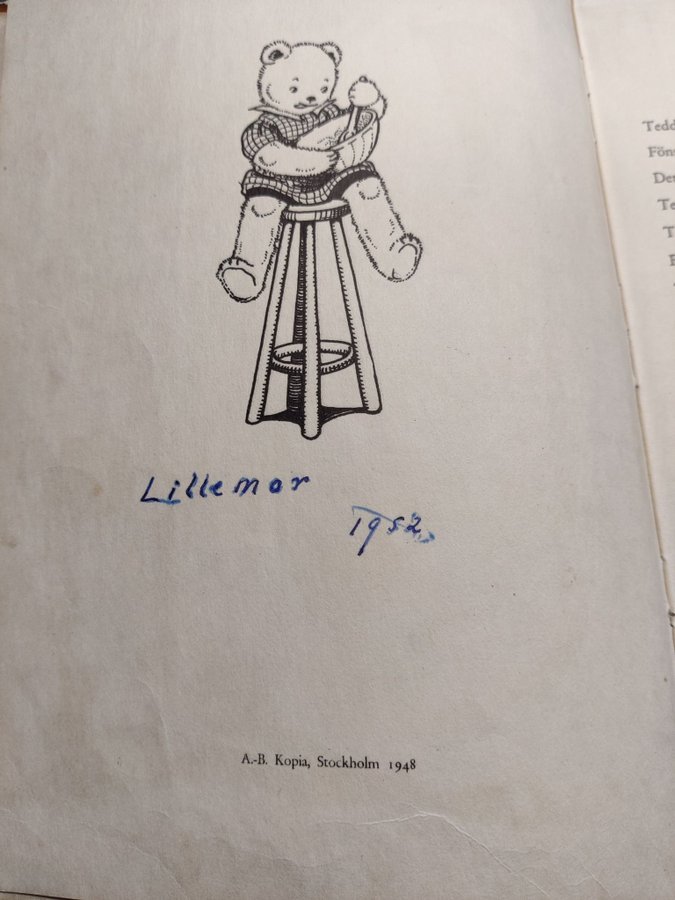 Lillemor
1952
A.-B. Kopia, Stockholm 1948